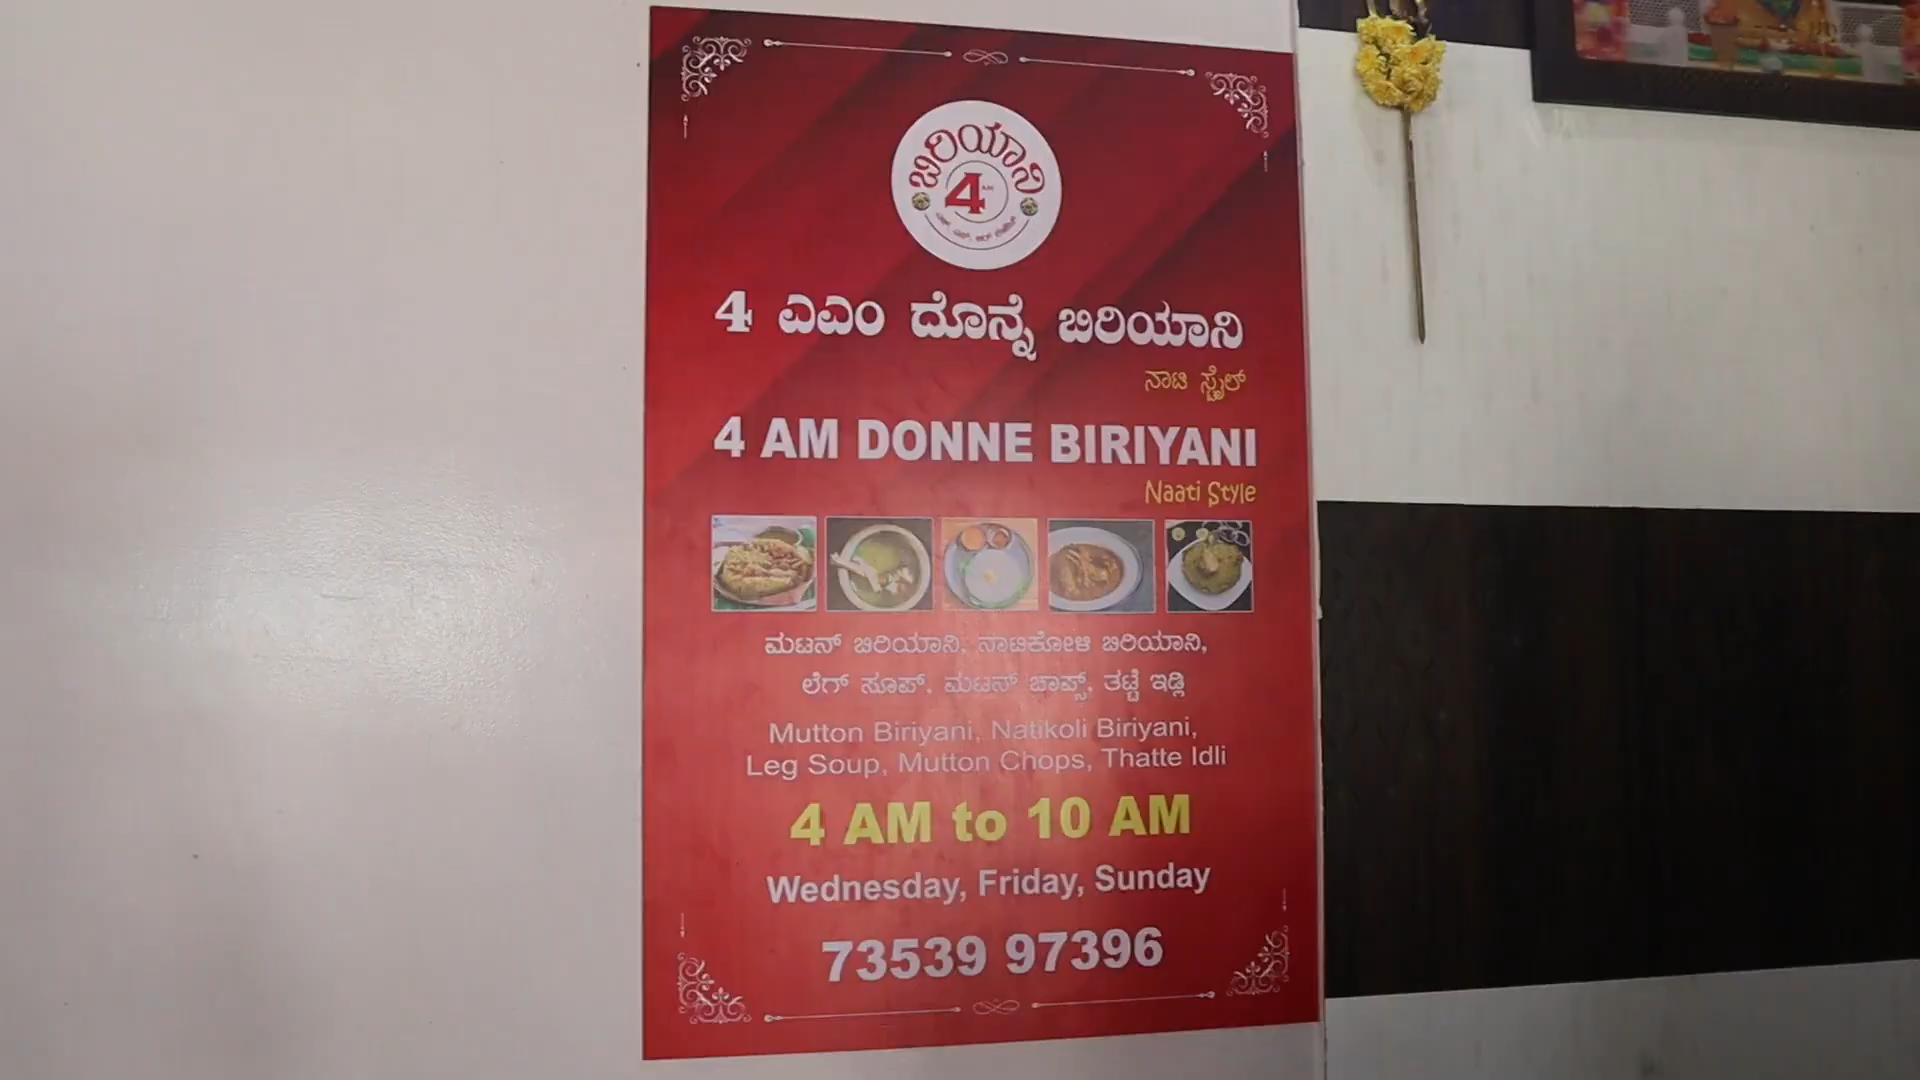 ಬಿರಿಯಾನಿ
4 AM
4 ಎಎಂ ದೊನ್ನೆ ಬಿರಿಯಾನಿ
ನಾಟಿ ಸ್ಟೈಲ್
4 AM DONNE BIRIYANI
Naati Style
ಮಟನ್ ಬಿರಿಯಾನಿ, ನಾಟಿಕೋಳಿ ಬಿರಿಯಾನಿ,
ಲೆಗ್ ಸೂಪ್, ಮಟನ್ ಚಾಪ್ಸ್, ತಟ್ಟೆ ಇಡ್ಲಿ
Mutton Biriyani, Natikoli Biriyani,
Leg Soup, Mutton Chops, Thatte Idli
4 AM to 10 AM
Wednesday, Friday, Sunday
73539 97396